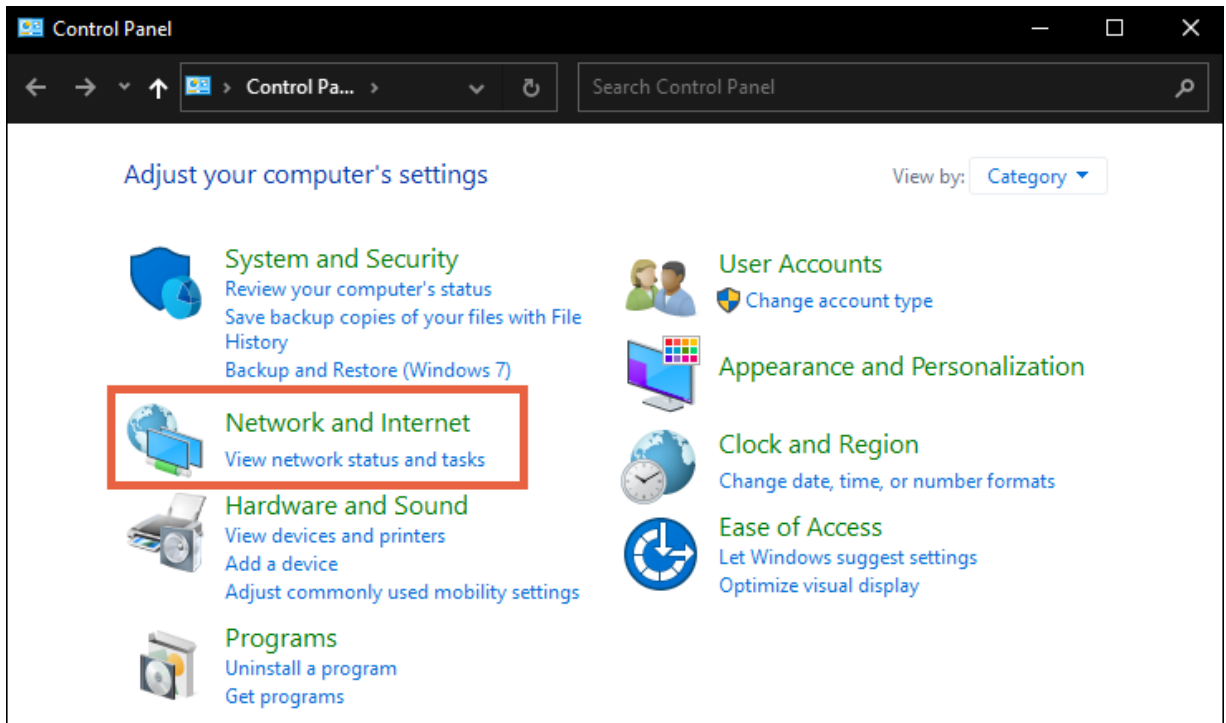 Control Panel
Control Pa...
Search Control Panel
Adjust your computer's settings
View by: Category
System and Security
Review your computer's status
Save backup copies of your files with File
History
Backup and Restore (Windows 7)
Network and Internet
View network status and tasks
Hardware and Sound
View devices and printers
Add a device
Adjust commonly used mobility settings
Programs
Uninstall a program
Get programs
User Accounts
Change account type
Appearance and Personalization
Clock and Region
Change date, time, or number formats
Ease of Access
Let Windows suggest settings
Optimize visual display